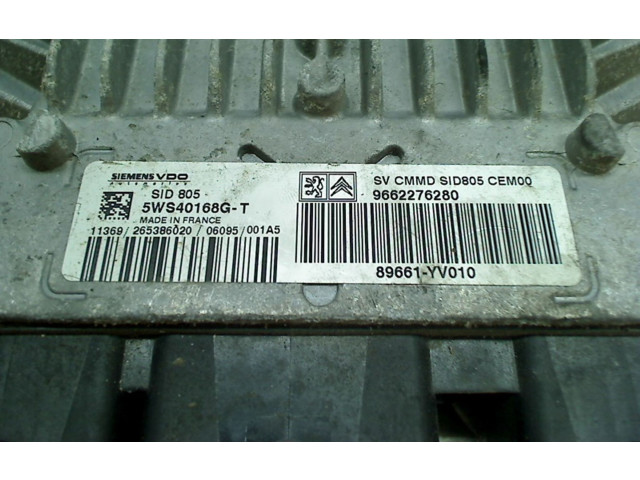 SIEMENS VDO
Automotive
SID 805
5WS40168G-T
MADE IN FRANCE
11369/265386020/06095/001A5
SV CMMD SID805 CEM00
9662276280
89661-YV010